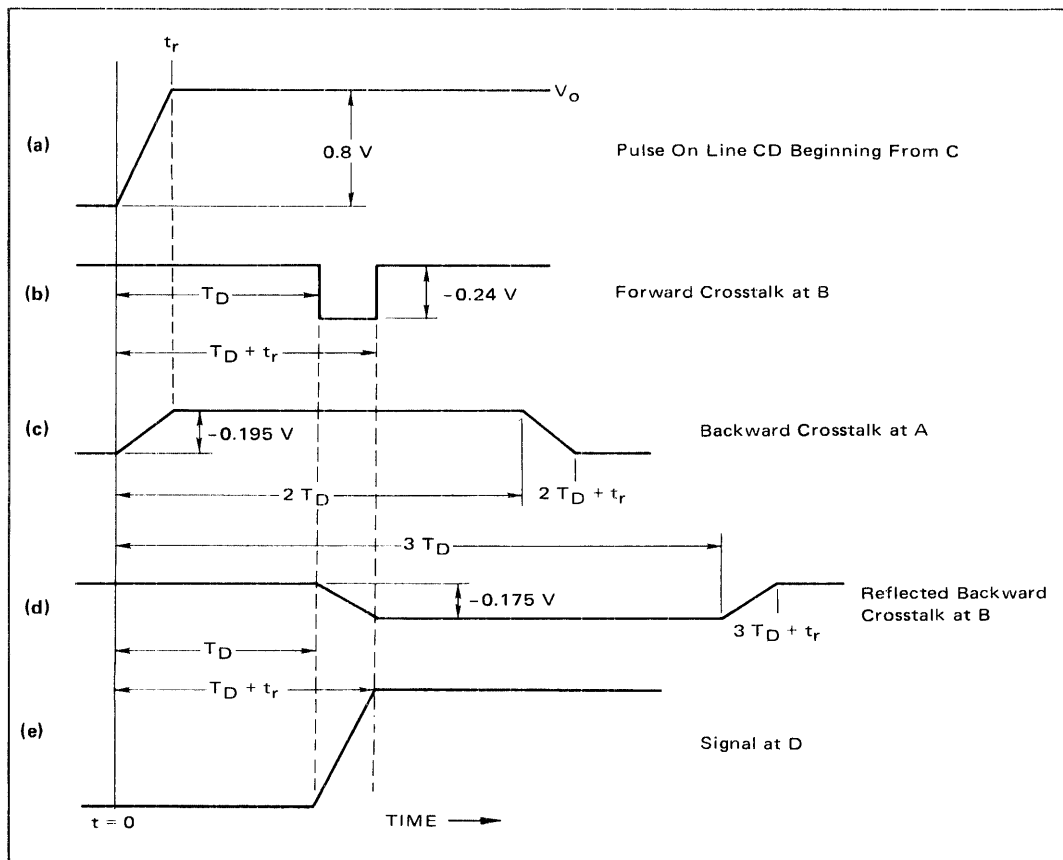 t_r
V_o
(a)
0.8 V
Pulse On Line CD Beginning From C
(b)
T_D
-0.24 V
Forward Crosstalk at B
T_D + t_r
(c)
-0.195 V
Backward Crosstalk at A
2 T_D
2 T_D + t_r
3 T_D
(d)
-0.175 V
Reflected Backward
Crosstalk at B
3 T_D + t_r
T_D
T_D + t_r
(e)
Signal at D
t = 0
TIME